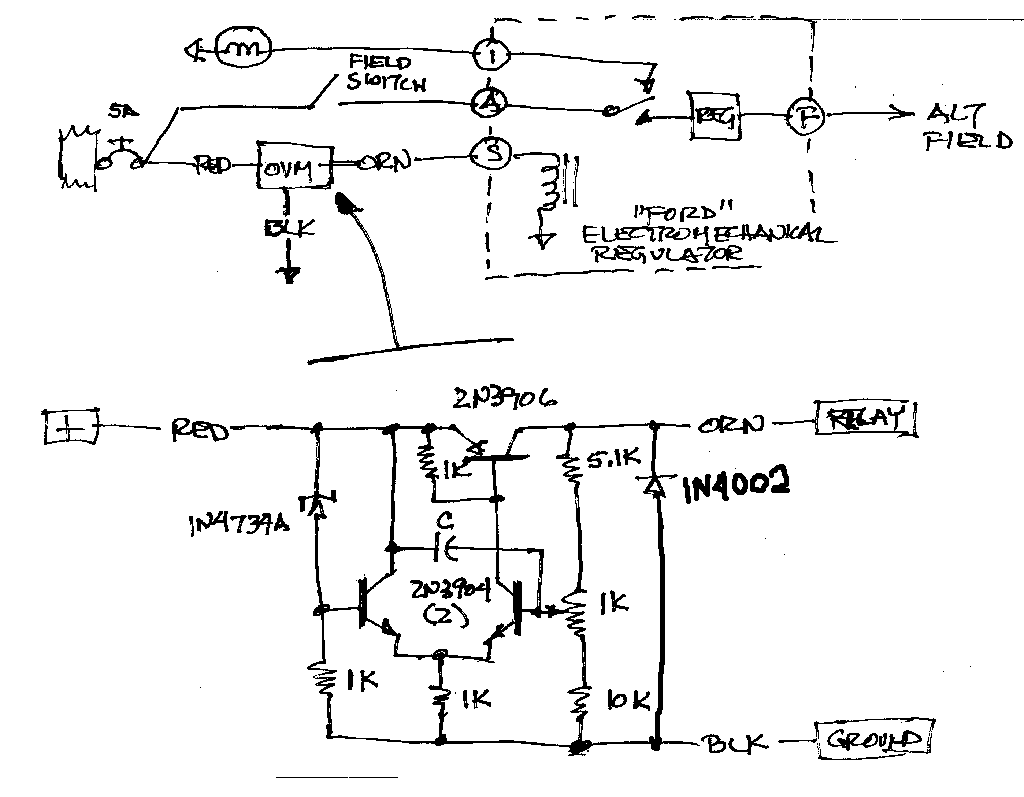 m
I
FIELD
SWITCH
5A
A
REG
F
ALT
FIELD
RED
OVM
ORN
S
BLK
"FORD"
ELECTROMECHANICAL
REGULATOR
2N3906
+
RED
ORN
RELAY
1K
5.1K
1N4002
1N4734A
C
2N3904
(2)
1K
1K
1K
10K
BLK
GROUND